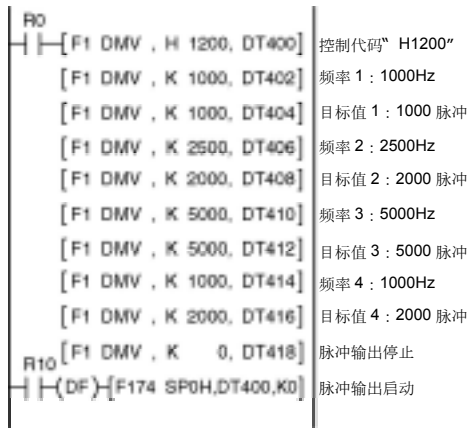 R0
[F1 DMV , H 1200, DT400] 控制代码“ H1200”
[F1 DMV , K 1000, DT402] 频率 1：1000Hz
[F1 DMV , K 1000, DT404] 目标值 1：1000 脉冲
[F1 DMV , K 2500, DT406] 频率 2：2500Hz
[F1 DMV , K 2000, DT408] 目标值 2：2000 脉冲
[F1 DMV , K 5000, DT410] 频率 3：5000Hz
[F1 DMV , K 5000, DT412] 目标值 3：5000 脉冲
[F1 DMV , K 1000, DT414] 频率 4：1000Hz
[F1 DMV , K 2000, DT416] 目标值 4：2000 脉冲
[F1 DMV , K 0, DT418] 脉冲输出停止
R10
(DF) [F174 SP0H,DT400,K0] 脉冲输出启动